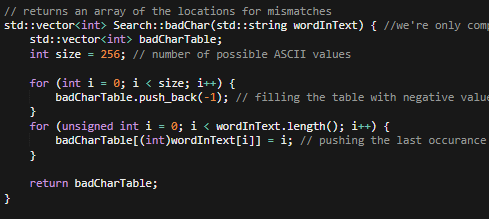 // returns an array of the locations for mismatches
std::vector<int> Search::badChar(std::string wordInText) { //we're only
std::vector<int> badCharTable;
int size = 256; // number of possible ASCII values
for (int i = 0; i < size; i++) {
badCharTable.push_back(-1); // filling the table with negative
}
for (unsigned int i = 0; i < wordInText.length(); i++) {
badCharTable[(int)wordInText[i]] = i; // pushing the last occurance
}
return badCharTable;
}